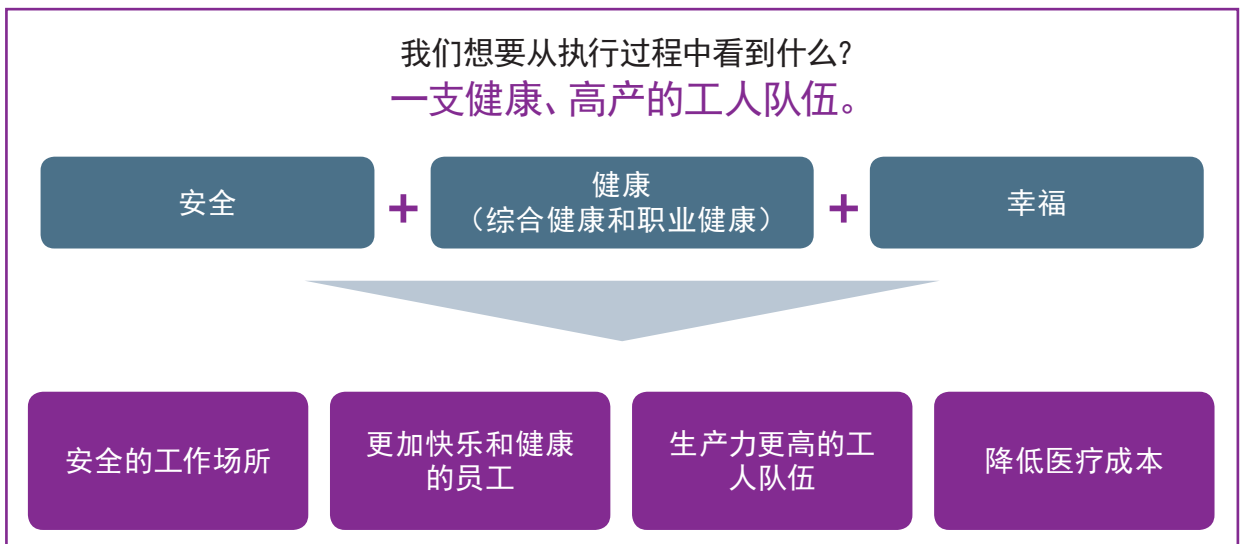 我们想要从执行过程中看到什么?
一支健康、高产的工人队伍。
安全
+
健康
（综合健康和职业健康）
+
幸福
安全的工作场所
更加快乐和健康
的员工
生产力更高的工
人队伍
降低医疗成本